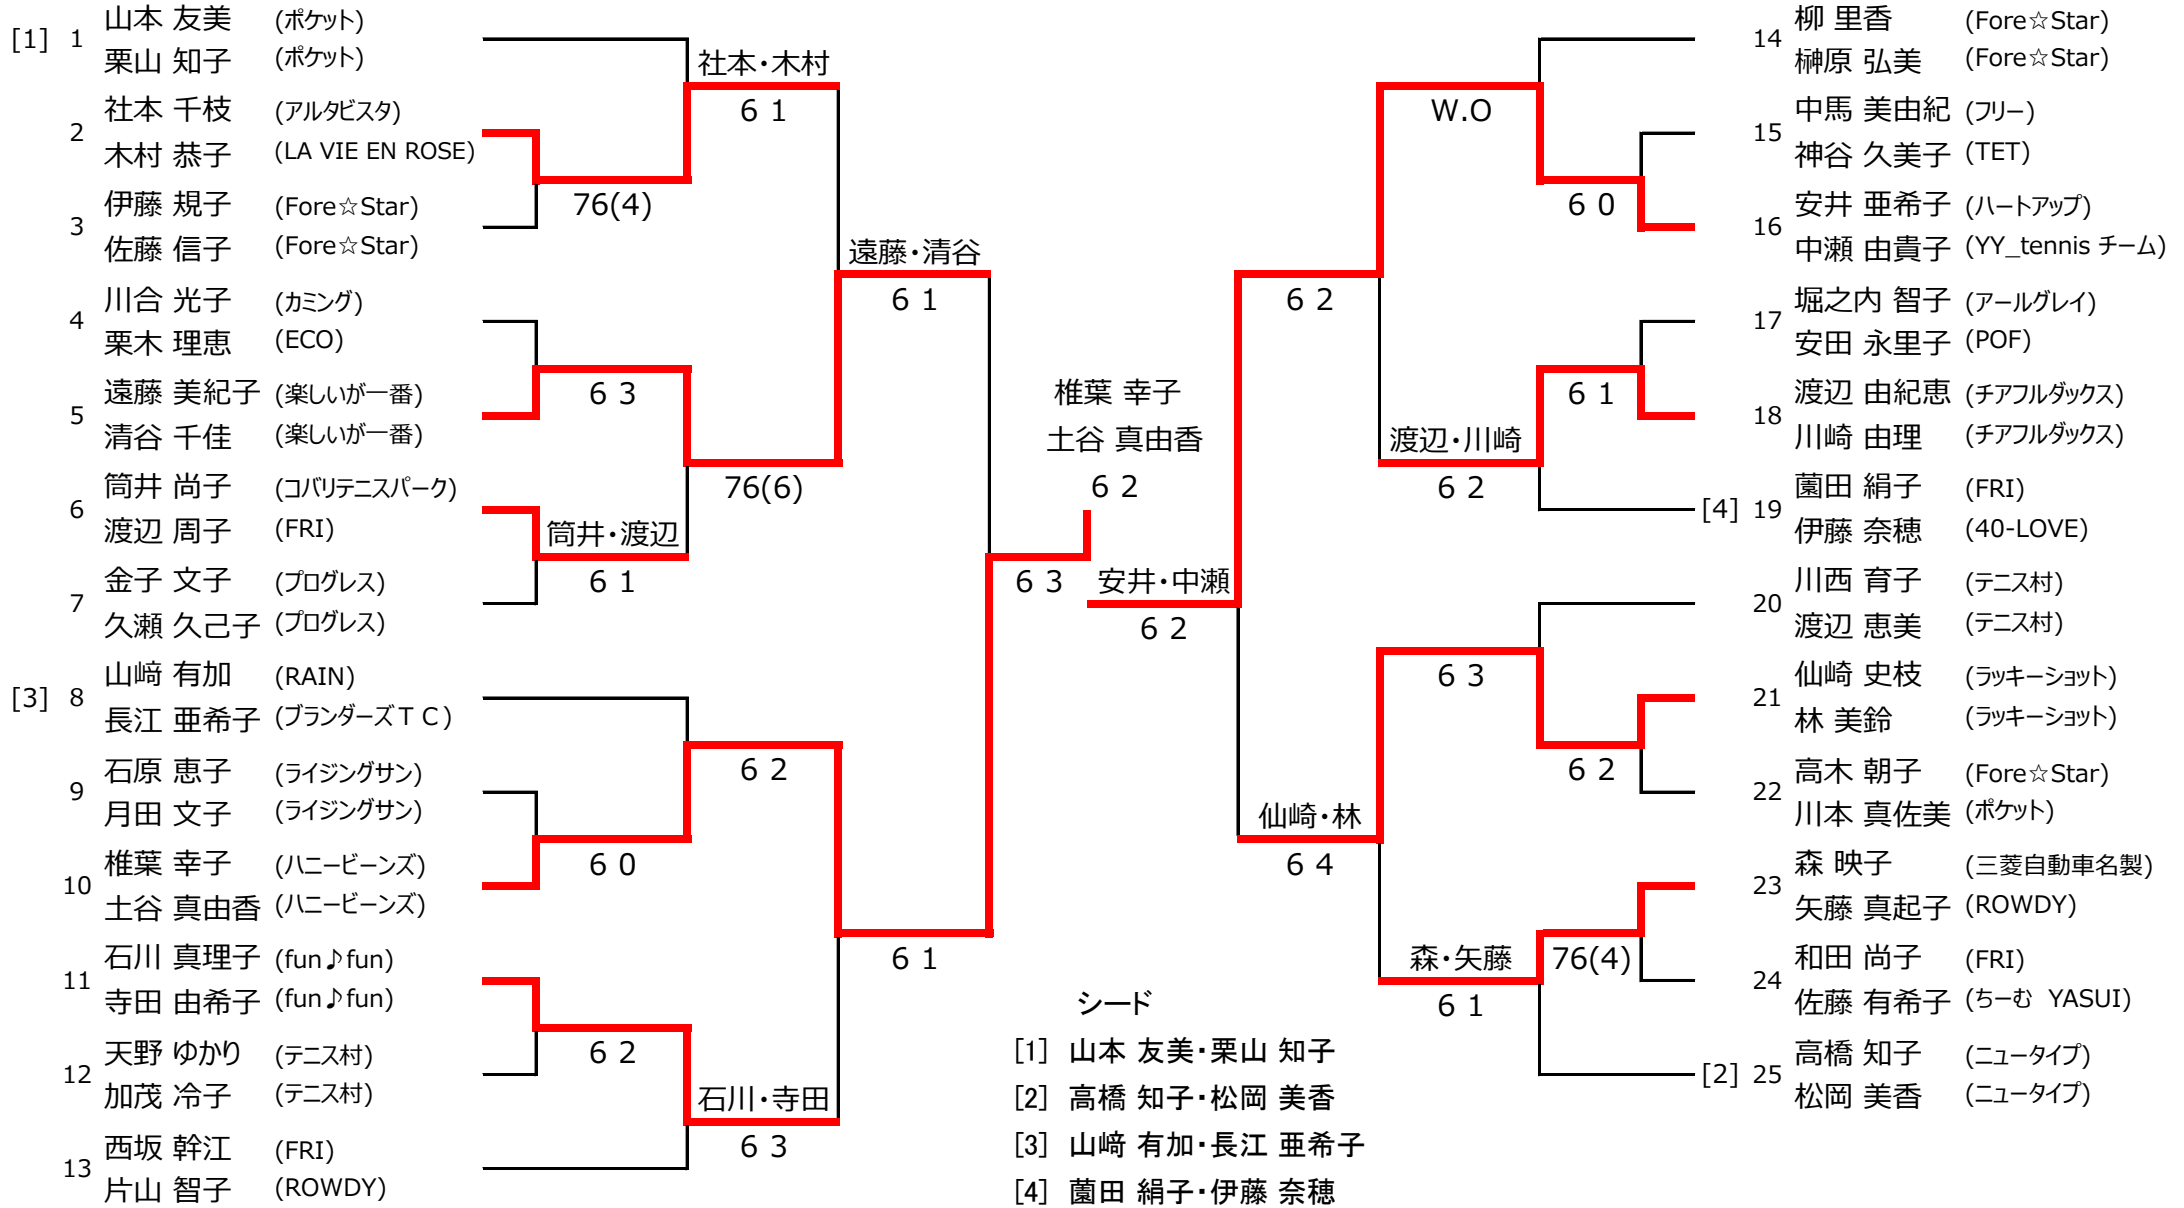 [1] 1 山本 友美 (ポケット)
栗山 知子 (ポケット)
2 社本 千枝 (アルタビスタ)
木村 恭子 (LA VIE EN ROSE)
3 伊藤 規子 (Fore☆Star)
佐藤 信子 (Fore☆Star)
4 川合 光子 (カミング)
栗木 理恵 (ECO)
5 遠藤 美紀子 (楽しいが一番)
清谷 千佳 (楽しいが一番)
6 筒井 尚子 (コバリテニスパーク)
渡辺 周子 (FRI)
7 金子 文子 (プログレス)
久瀬 久己子 (プログレス)
[3] 8 山﨑 有加 (RAIN)
長江 亜希子 (ブランダーズＴＣ)
9 石原 恵子 (ライジングサン)
月田 文子 (ライジングサン)
10 椎葉 幸子 (ハニービーンズ)
土谷 真由香 (ハニービーンズ)
11 石川 真理子 (fun♪fun)
寺田 由希子 (fun♪fun)
12 天野 ゆかり (テニス村)
加茂 冷子 (テニス村)
13 西坂 幹江 (FRI)
片山 智子 (ROWDY)
76(4)
6 3
筒井・渡辺
6 1
6 0
6 2
社本・木村
6 1
76(6)
6 2
石川・寺田
6 3
遠藤・清谷
6 1
6 1
6 3
椎葉 幸子
土谷 真由香
6 2
安井・中瀬
6 2
6 2
仙崎・林
6 4
W.O
渡辺・川崎
6 2
6 3
森・矢藤
6 1
6 0
6 1
6 2
76(4)
14 柳 里香 (Fore☆Star)
榊原 弘美 (Fore☆Star)
15 中馬 美由紀 (フリー)
神谷 久美子 (TET)
16 安井 亜希子 (ハートアップ)
中瀬 由貴子 (YY_tennis チーム)
17 堀之内 智子 (アールグレイ)
安田 永里子 (POF)
18 渡辺 由紀恵 (チアフルダックス)
川崎 由理 (チアフルダックス)
[4] 19 薗田 絹子 (FRI)
伊藤 奈穂 (40-LOVE)
20 川西 育子 (テニス村)
渡辺 恵美 (テニス村)
21 仙崎 史枝 (ラッキーショット)
林 美鈴 (ラッキーショット)
22 高木 朝子 (Fore☆Star)
川本 真佐美 (ポケット)
23 森 映子 (三菱自動車名製)
矢藤 真起子 (ROWDY)
24 和田 尚子 (FRI)
佐藤 有希子 (ちーむ YASUI)
[2] 25 高橋 知子 (ニュータイプ)
松岡 美香 (ニュータイプ)
シード
[1] 山本 友美・栗山 知子
[2] 高橋 知子・松岡 美香
[3] 山﨑 有加・長江 亜希子
[4] 薗田 絹子・伊藤 奈穂